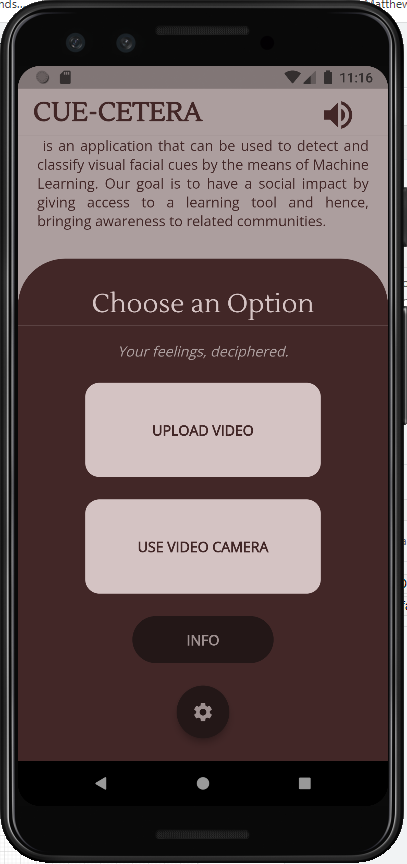 nds..
Matthew
11:16
CUE-CETERA
is an application that can be used to detect and
classify visual facial cues by the means of Machine
Learning. Our goal is to have a social impact by
giving access to a learning tool and hence,
bringing awareness to related communities.
Choose an Option
Your feelings, deciphered.
UPLOAD VIDEO
USE VIDEO CAMERA
INFO